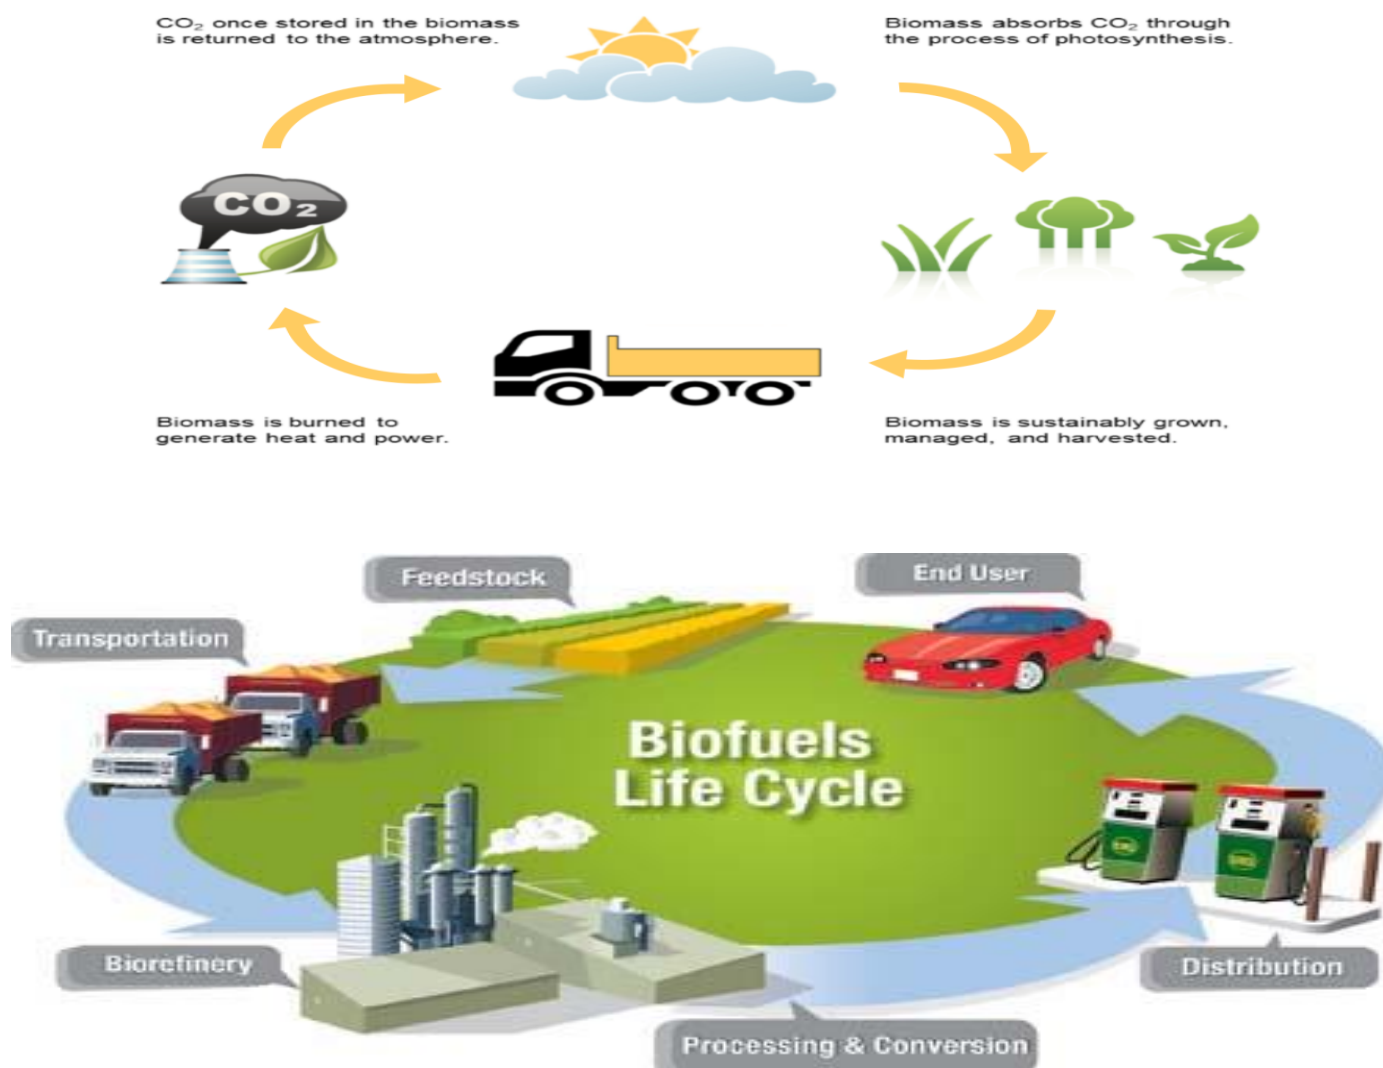 CO₂ once stored in the biomass
is returned to the atmosphere.
Biomass absorbs CO₂ through
the process of photosynthesis.
CO₂
Biomass is burned to
generate heat and power.
Biomass is sustainably grown,
managed, and harvested.
Feedstock
End User
Transportation
Biofuels
Life Cycle
Biorefinery
Distribution
Processing & Conversion